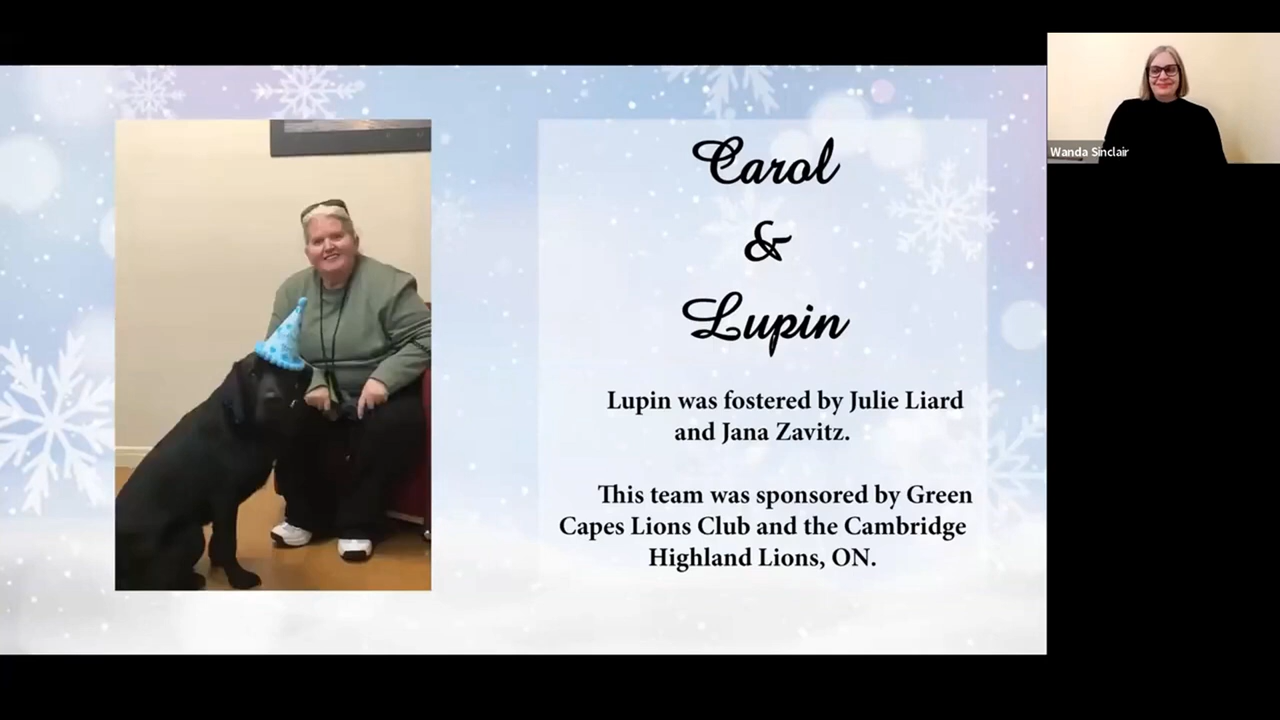 Carol
&
Lupin
Lupin was fostered by Julie Liard
and Jana Zavitz.
This team was sponsored by Green
Capes Lions Club and the Cambridge
Highland Lions, ON.
Wanda Sinclair